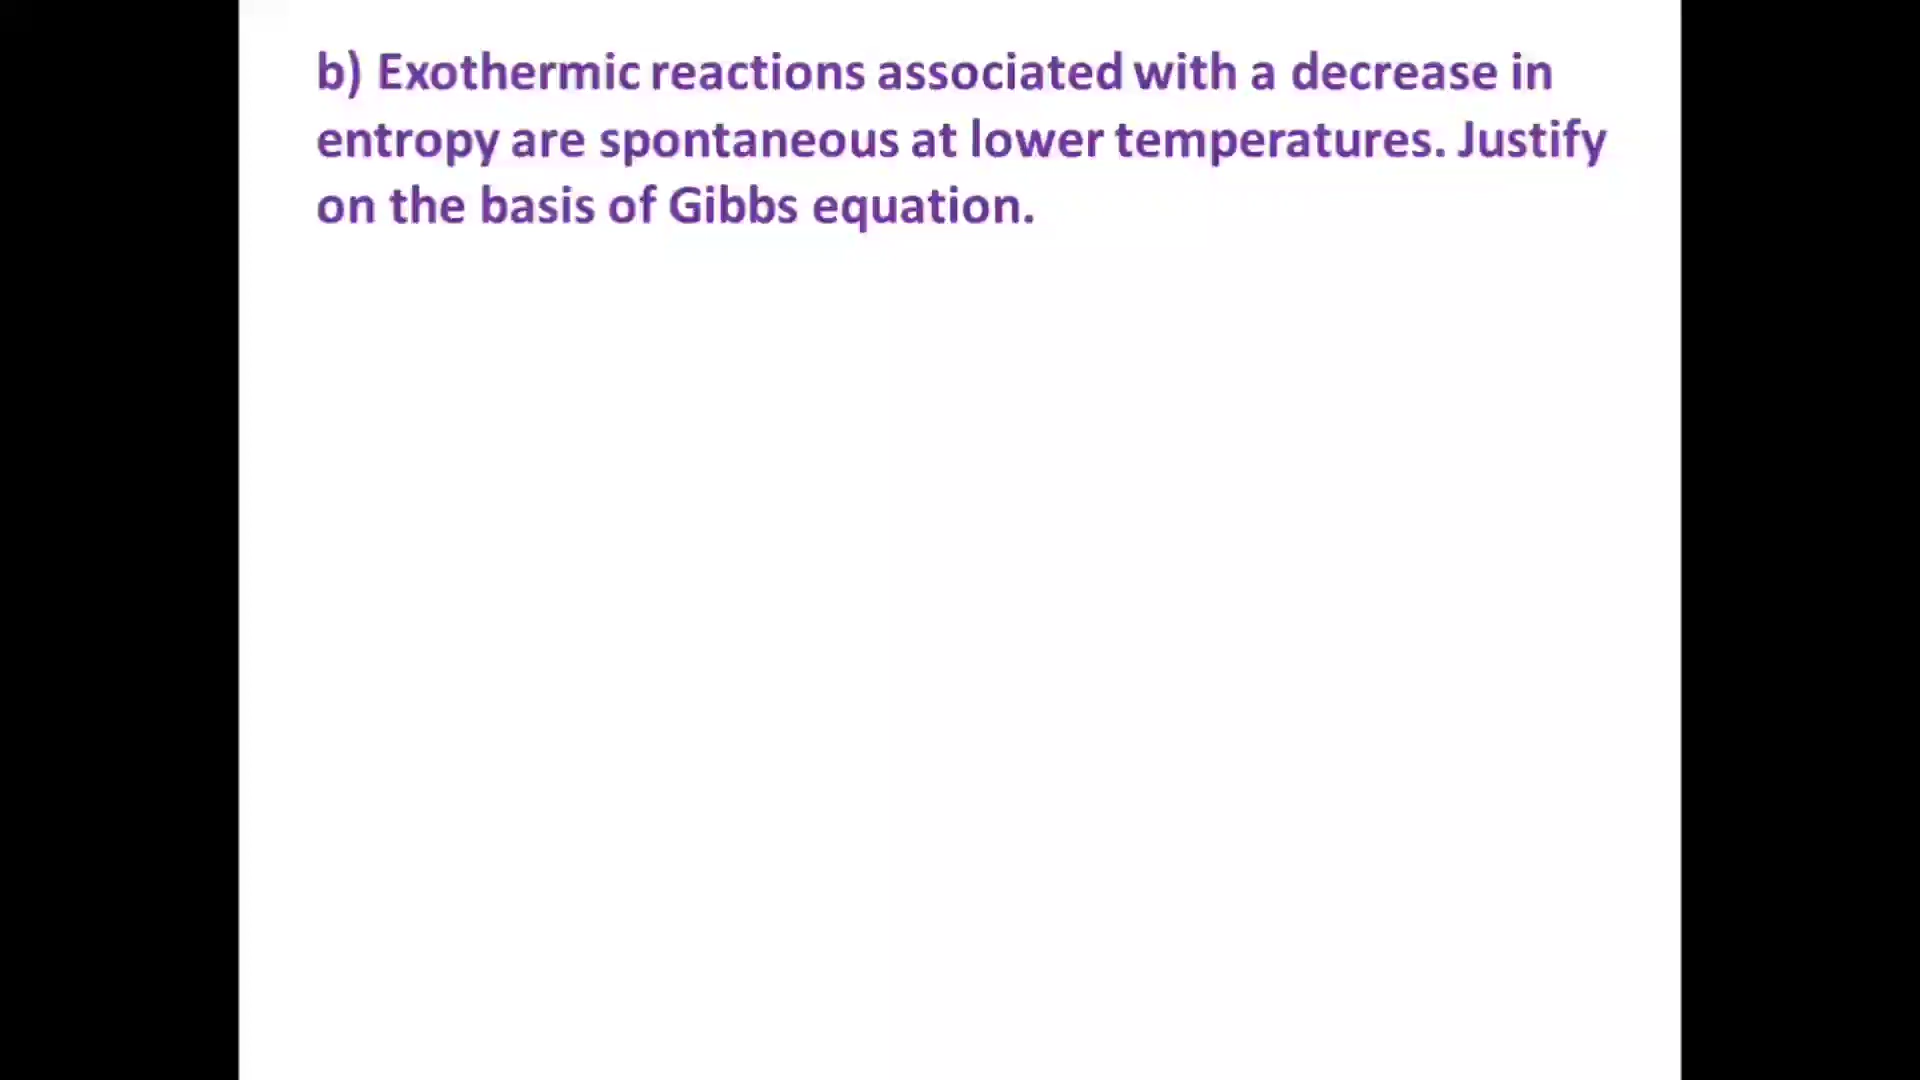 b) Exothermic reactions associated with a decrease in
entropy are spontaneous at lower temperatures. Justify
on the basis of Gibbs equation.